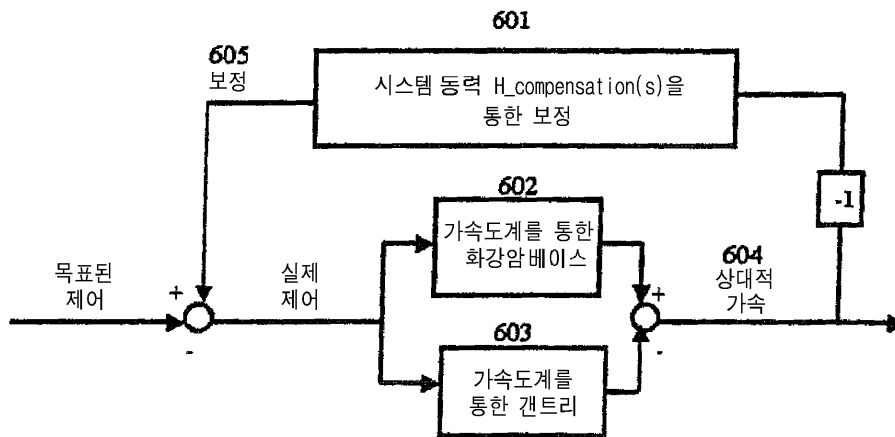 601
605
보정
시스템 동력 H_compensation(s)을
통한 보정
-1
602
가속도계를 통한
화강암베이스
목표된
제어
+
-
실제
제어
604
상대적
가속
+
-
603
가속도계를
통한 갠트리